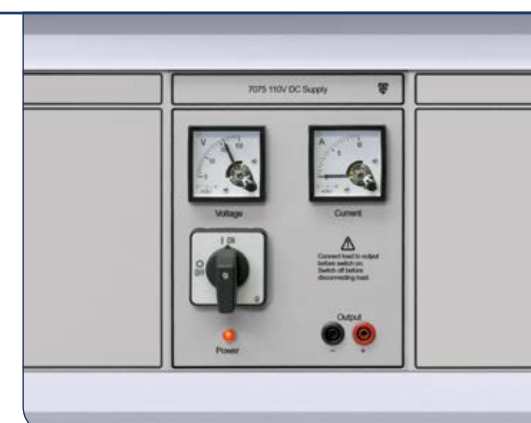 7075 110V DC Supply
V
A
Voltage
Current
I ON
O
OFF
Connect load to output
before switch on.
Switch off before
disconnecting load.
Output
Power
- +